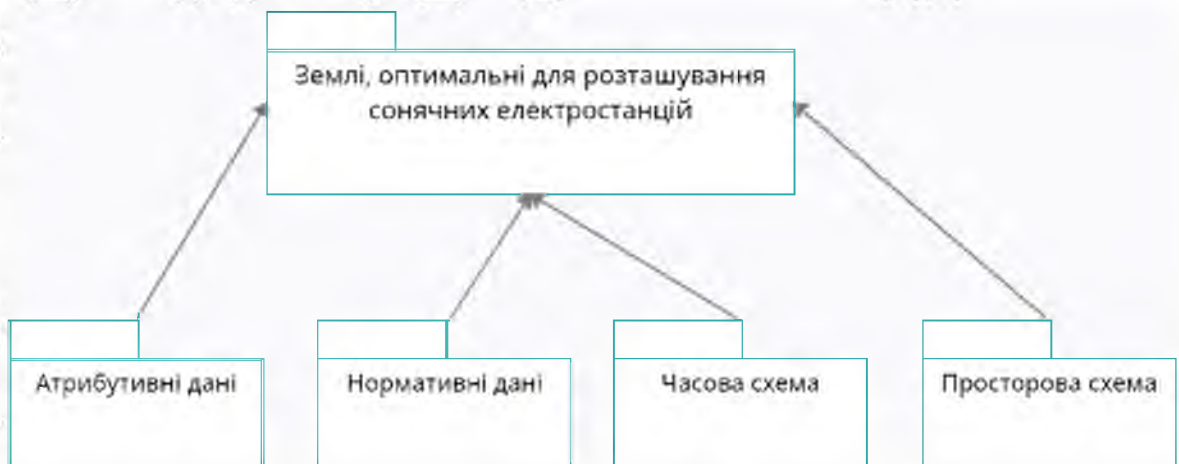 Землі, оптимальні для розташування
сонячних електростанцій
Атрибутивні дані
Нормативні дані
Часова схема
Просторова схема